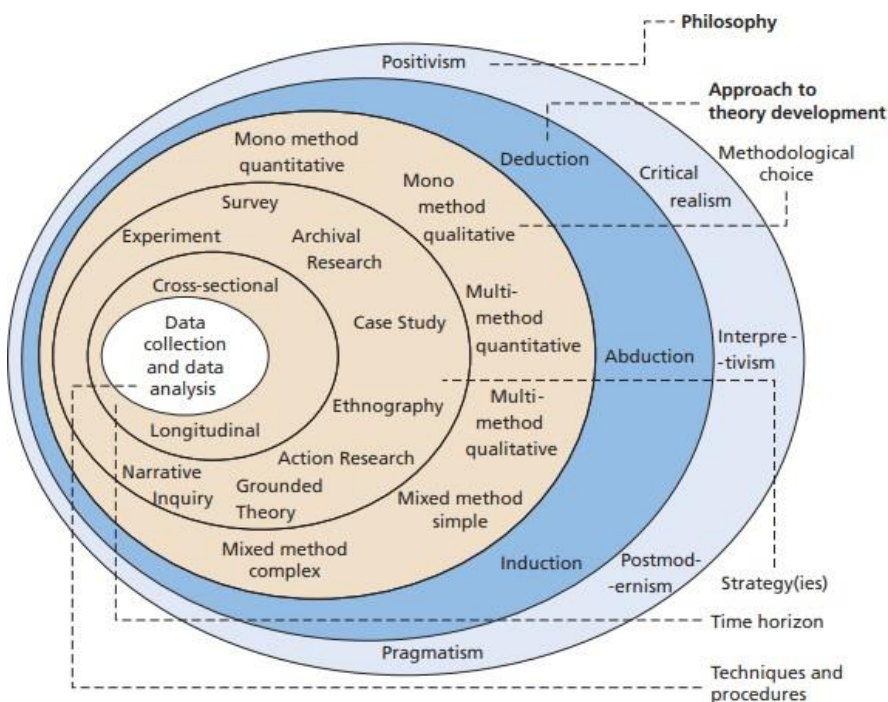 Philosophy
Positivism
Approach to
theory development
Mono method
quantitative
Deduction
Methodological
choice
Mono
method
qualitative
Critical
realism
Survey
Experiment
Archival
Research
Cross-sectional
Data
collection
and data
analysis
Case Study
Multi-
method
quantitative
Abduction
Interpre -
-tivism
Ethnography
Multi-
method
qualitative
Longitudinal
Action Research
Narrative
Inquiry
Grounded
Theory
Mixed method
simple
Mixed method
complex
Induction
Postmod-
-ernism
Strategy(ies)
Time horizon
Pragmatism
Techniques and
procedures